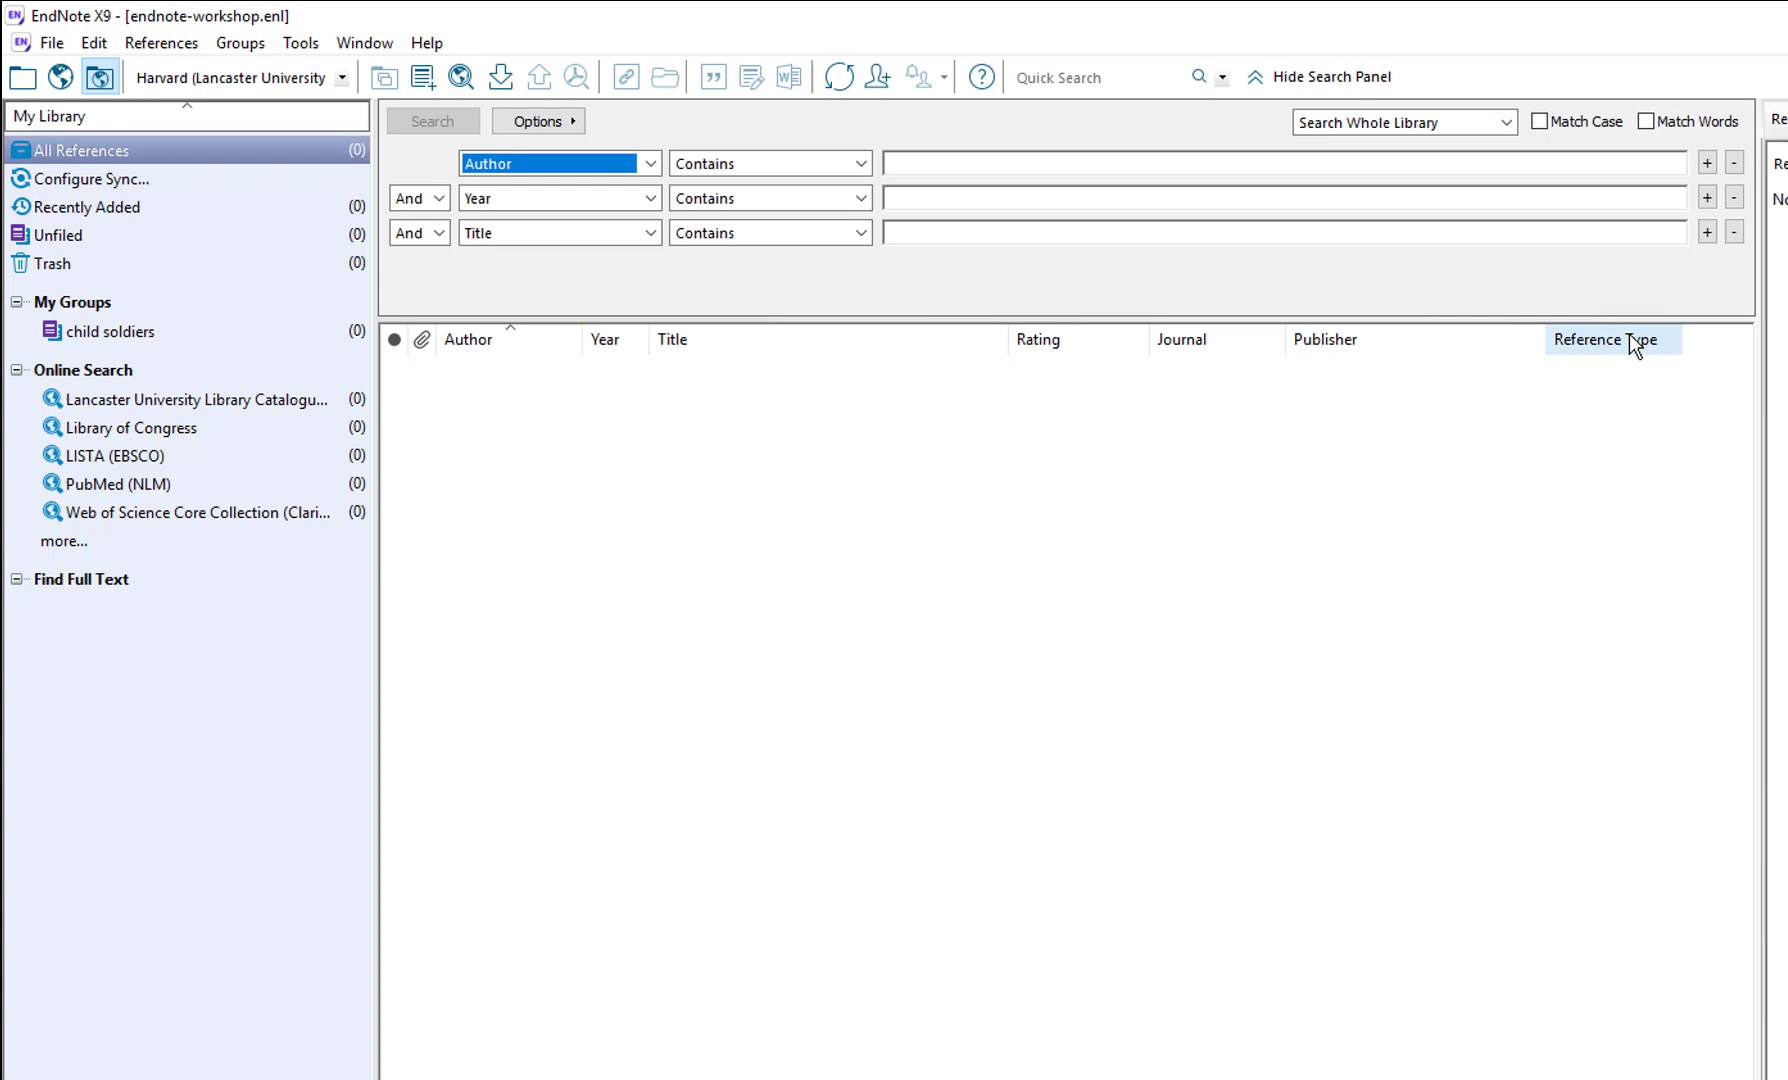 EndNote X9 - [endnote-workshop.enl]
File Edit References Groups Tools Window Help
Harvard (Lancaster University Quick Search Hide Search Panel
My Library
All References (0)
Configure Sync...
Recently Added (0)
Unfiled (0)
Trash (0)
My Groups
child soldiers (0)
Online Search
Lancaster University Library Catalogu... (0)
Library of Congress (0)
LISTA (EBSCO) (0)
PubMed (NLM) (0)
Web of Science Core Collection (Clari... (0)
more...
Find Full Text
Search Options Search Whole Library Match Case Match Words
Author Contains + -
And Year Contains + -
And Title Contains + -
Author Year Title Rating Journal Publisher Reference Type